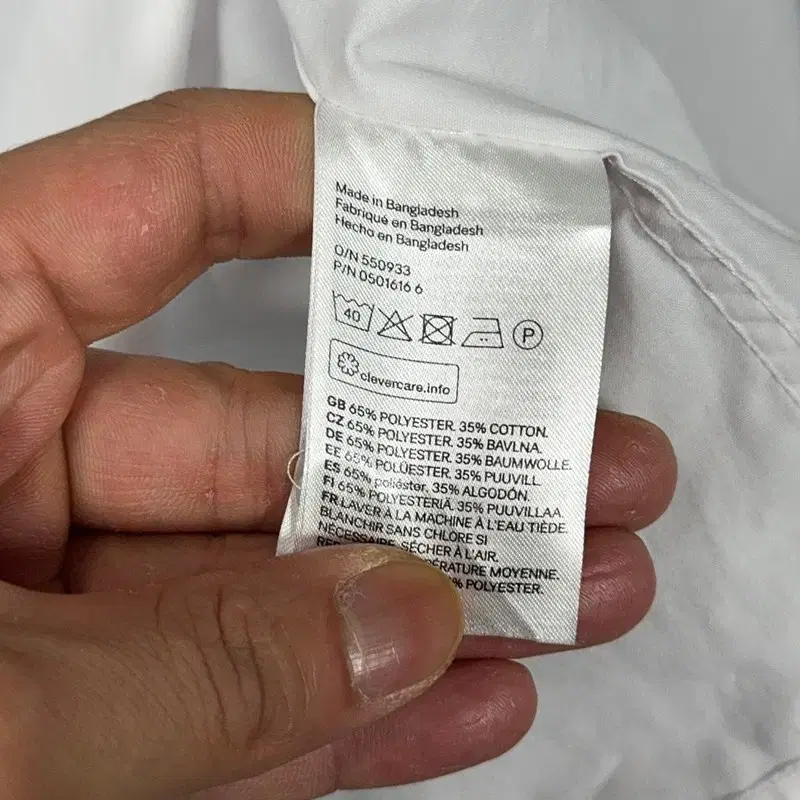 Made in Bangladesh
Fabriqué en Bangladesh
Hecho en Bangladesh
O/N 550933
P/N 0501616 6
40 P
clevercare.info
GB 65% POLYESTER. 35% COTTON.
CZ 65% POLYESTER. 35% BAVLNA.
DE 65% POLYESTER. 35% BAUMWOLLE.
EE 65% POLÜESTER. 35% PUUVILL.
ES 65% poliéster. 35% ALGODÓN.
FI 65% POLYESTERIÄ. 35% PUUVILLAA
FR LAVER À LA MACHINE À L'EAU TIÈDE.
BLANCHIR SANS CHLORE SI
NÉCESSAIRE. SÉCHER À L'AIR.
MOYENNE.
% POLYESTER.